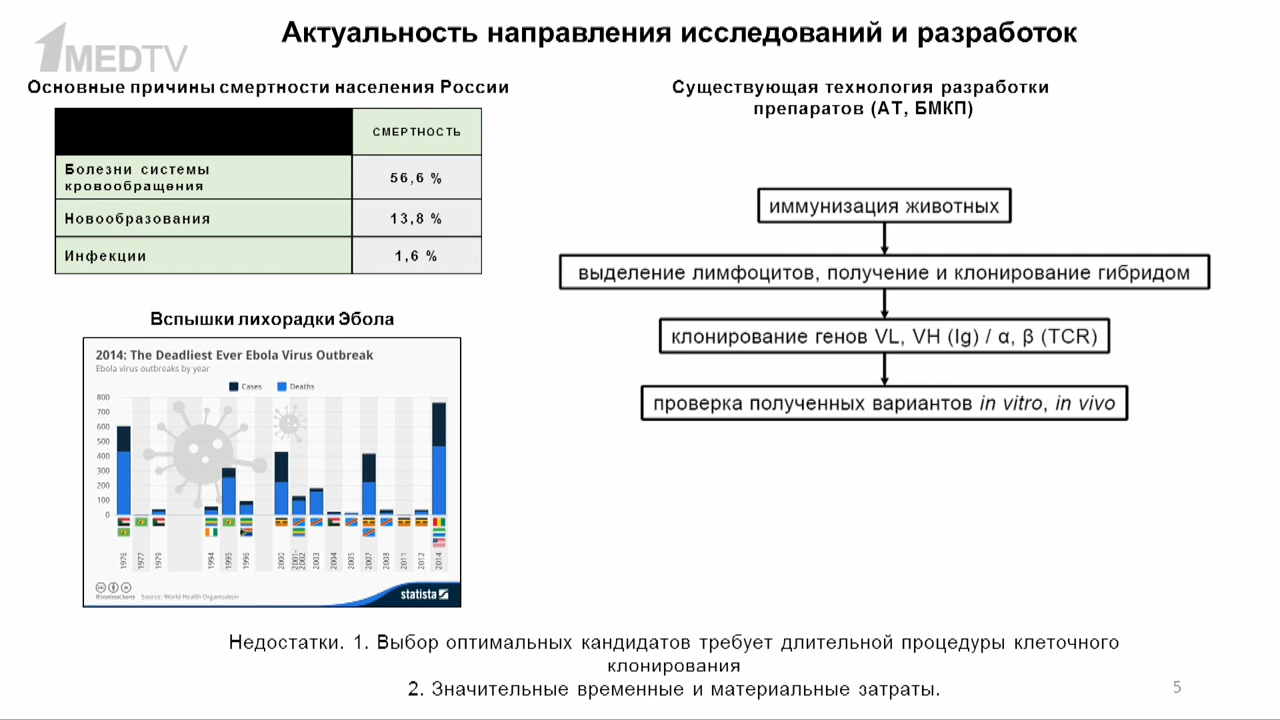 1MEDTV
Актуальность направления исследований и разработок
Основные причины смертности населения России
СМЕРТНОСТЬ
Болезни системы
кровообращения
56,6 %
Новообразования
13,8 %
Инфекции
1,6 %
Вспышки лихорадки Эбола
2014: The Deadliest Ever Ebola Virus Outbreak
Ebola virus outbreaks by year
Cases
Deaths
800
700
600
500
400
300
200
100
0
1976
1977
1979
1994
1995
1996
2000
2001-
2002
2003
2004
2005
2007
2008
2011
2012
2014
@StatistaCharts Source: World Health Organisation
statista
Существующая технология разработки
препаратов (АТ, БМКП)
иммунизация животных
выделение лимфоцитов, получение и клонирование гибридом
клонирование генов VL, VH (Ig) / α, β (TCR)
проверка полученных вариантов in vitro, in vivo
Недостатки. 1. Выбор оптимальных кандидатов требует длительной процедуры клеточного
клонирования
2. Значительные временные и материальные затраты.
5